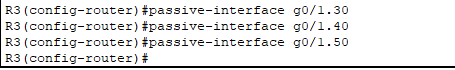 R3(config-router)#passive-interface g0/1.30
R3(config-router)#passive-interface g0/1.40
R3(config-router)#passive-interface g0/1.50
R3(config-router)#